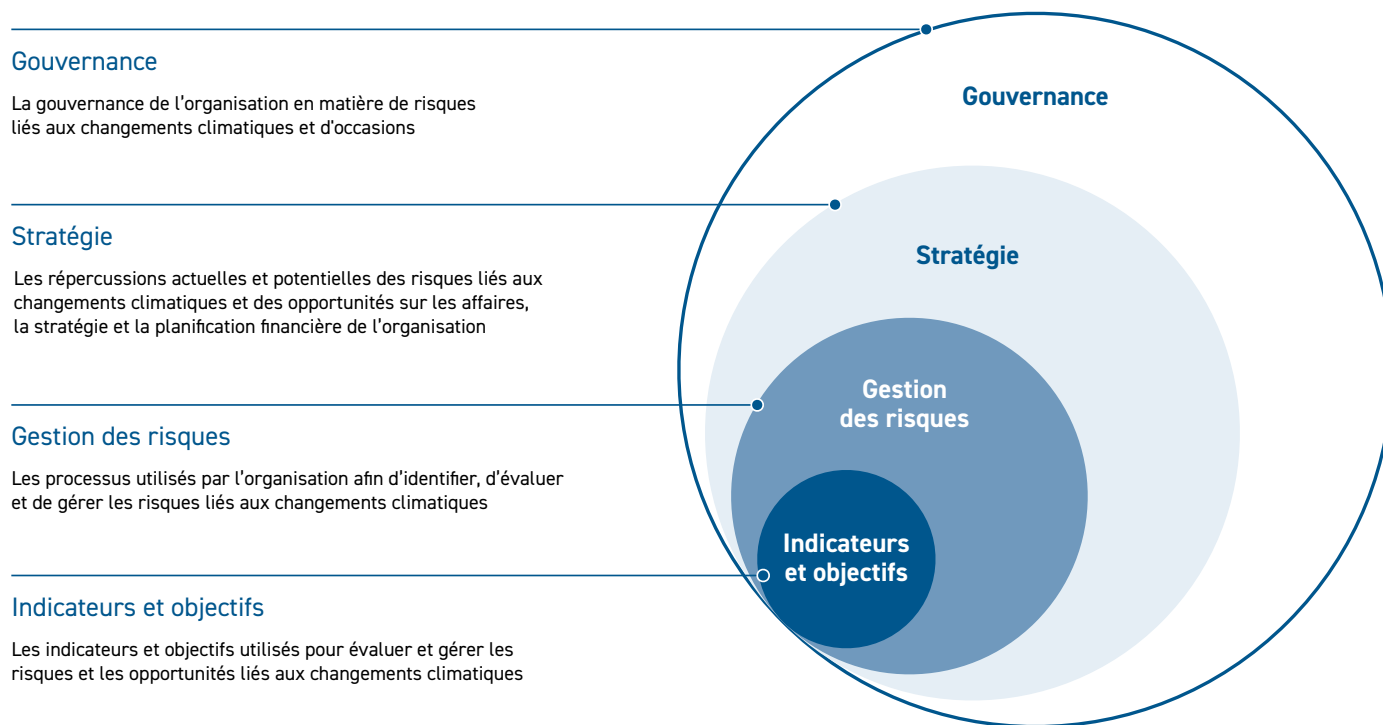 Gouvernance
La gouvernance de l'organisation en matière de risques
liés aux changements climatiques et d'occasions
Stratégie
Les répercussions actuelles et potentielles des risques liés aux
changements climatiques et des opportunités sur les affaires,
la stratégie et la planification financière de l'organisation
Gestion des risques
Les processus utilisés par l'organisation afin d'identifier, d'évaluer
et de gérer les risques liés aux changements climatiques
Indicateurs et objectifs
Les indicateurs et objectifs utilisés pour évaluer et gérer les
risques et les opportunités liés aux changements climatiques
Gouvernance
Stratégie
Gestion
des risques
Indicateurs
et objectifs